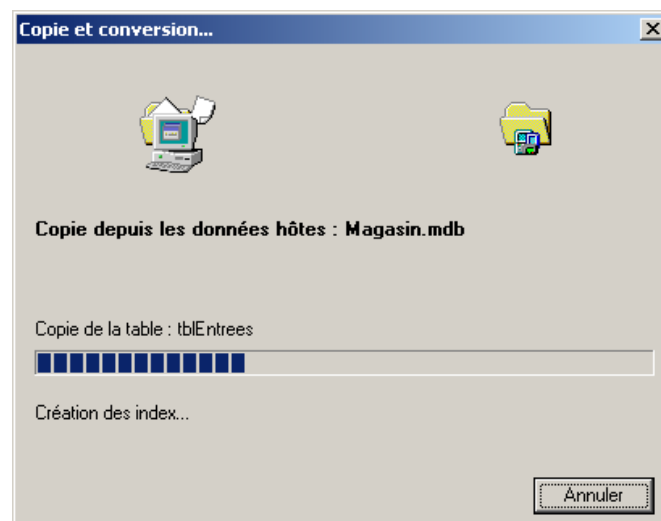 Copie et conversion...
Copie depuis les données hôtes : Magasin.mdb
Copie de la table : tblEntrees
Création des index...
Annuler